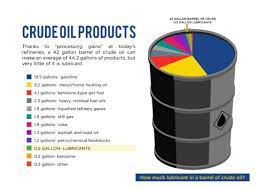 CRUDE OIL PRODUCTS
42 GALLON BARREL OF CRUDE
0.5 GALLON LUBRICANTS
Thanks to "processing gains" at today's
refineries, a 42 gallon barrel of crude oil can
make an average of 44.2 gallons of products, but
very little of it is lubricant.
19.5 gallons- gasoline
9.2 gallons- diesel/home heating oil
4.1 gallons- kerosene-type jet fuel
2.3 gallons- heavy, residual fuel oils
1.9 gallons- liquefied refinery gas
1.9 gallons- still gas
1.8 gallons- coke
1.3 gallons- asphalt and road oil
1.2 gallons- petrochemical feedstock
0.5 GALLON- LUBRICANTS
0.2 gallon- kerosene
0.3 gallon- other
How much lubricant in a barrel of crude oil?